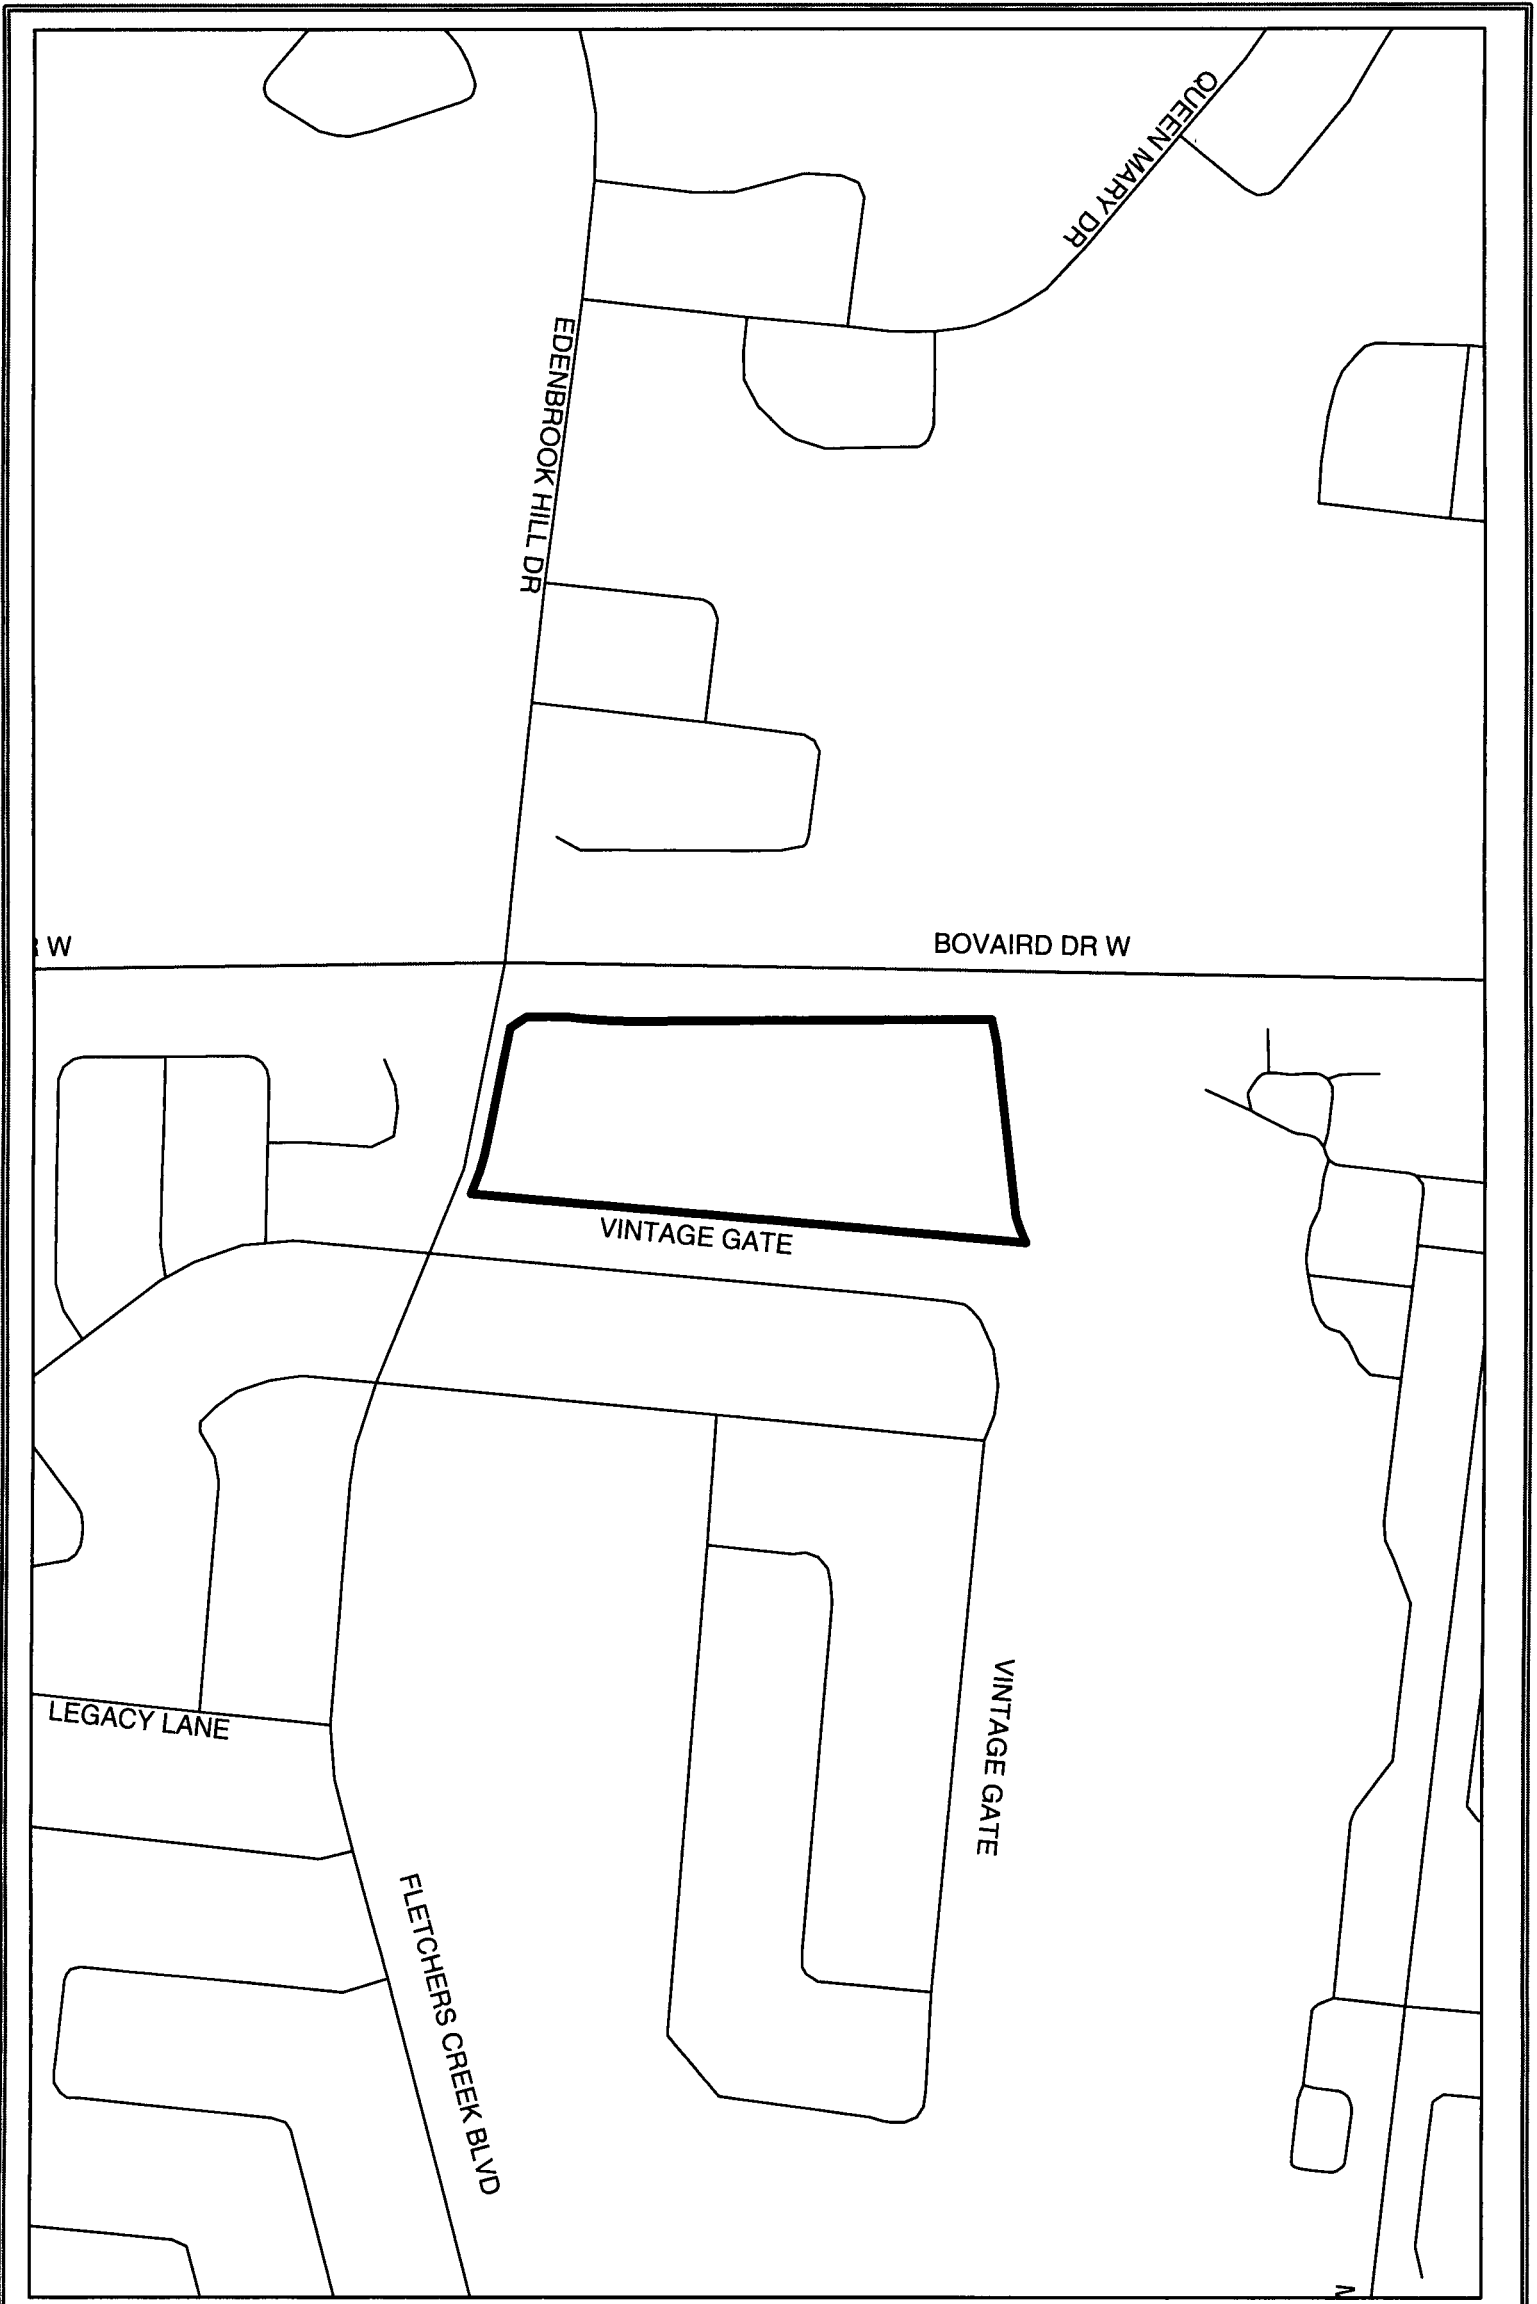 QUEEN MARY DR
EDENBROOK HILL DR
R W
BOVAIRD DR W
VINTAGE GATE
VINTAGE GATE
LEGACY LANE
FLETCHERS CREEK BLVD